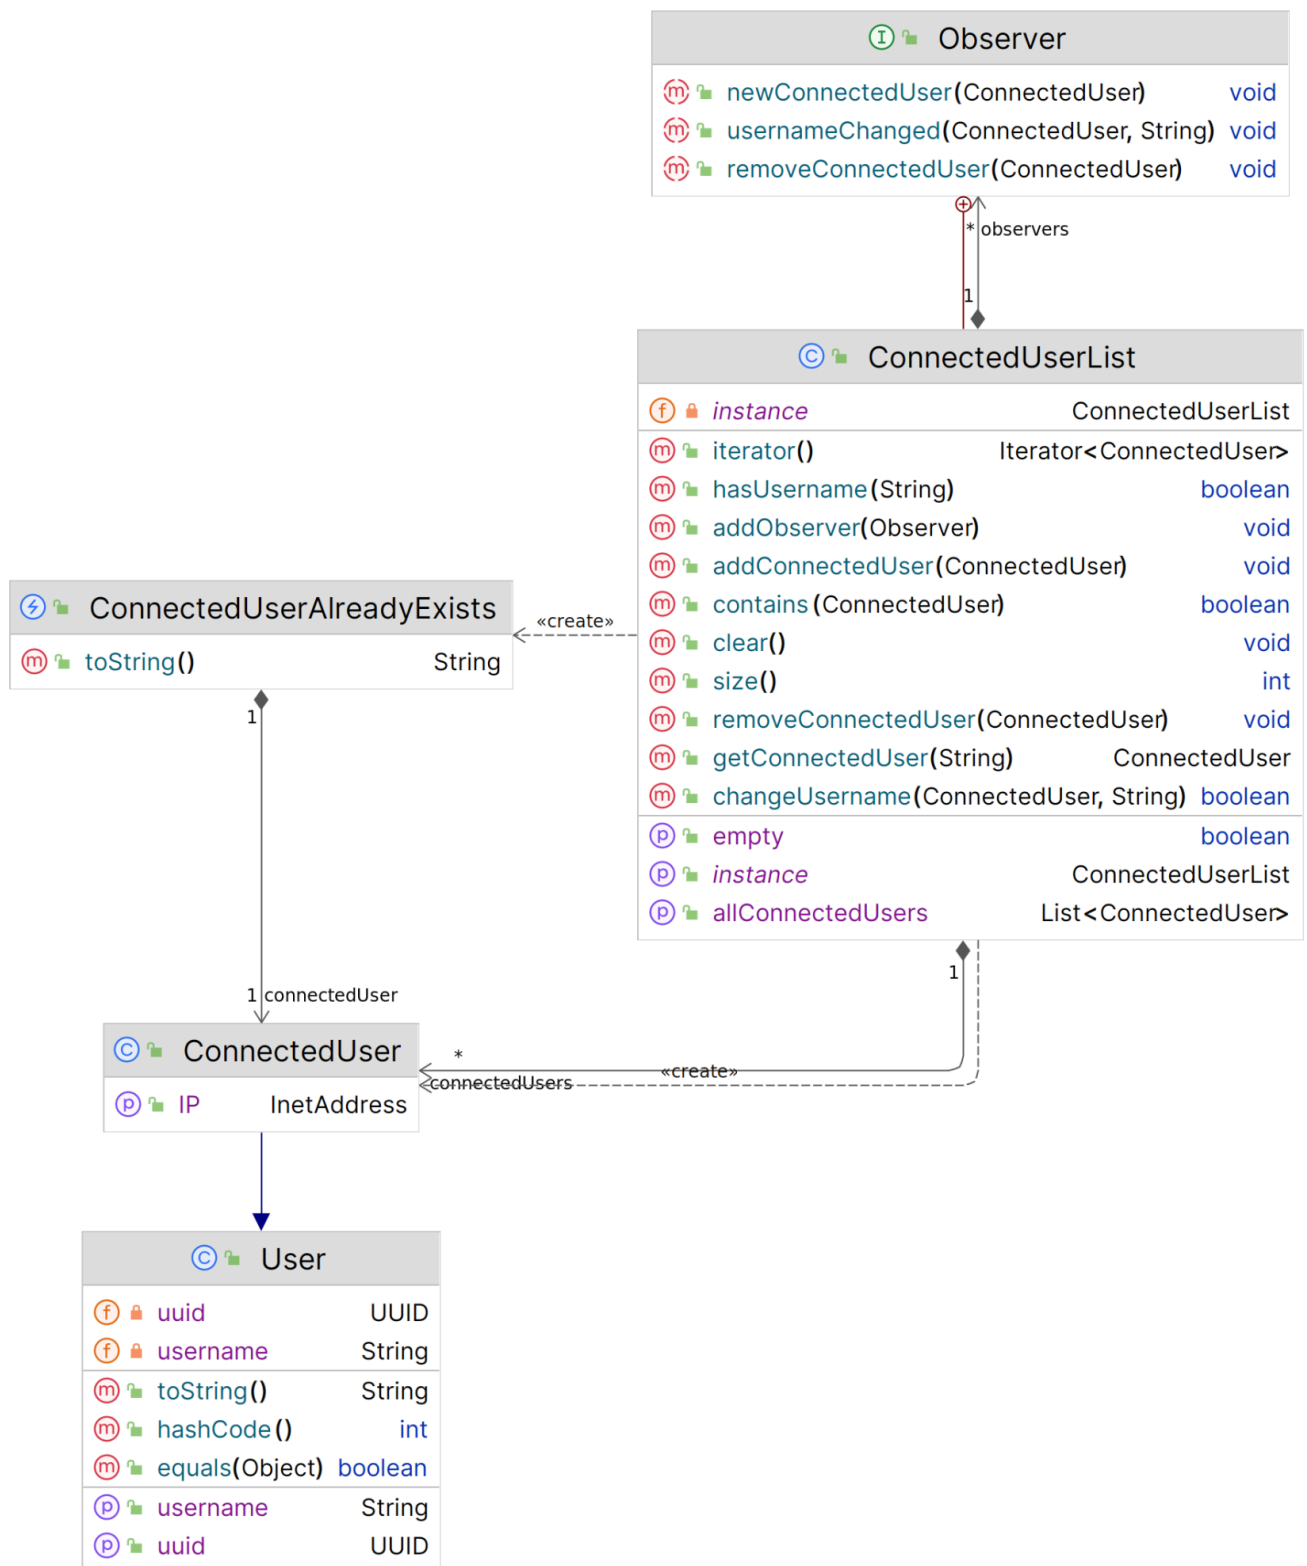 Observer
newConnectedUser(ConnectedUser) void
usernameChanged(ConnectedUser, String) void
removeConnectedUser(ConnectedUser) void
* observers
1
ConnectedUserList
instance ConnectedUserList
iterator() Iterator<ConnectedUser>
hasUsername(String) boolean
addObserver(Observer) void
addConnectedUser(ConnectedUser) void
contains(ConnectedUser) boolean
clear() void
size() int
removeConnectedUser(ConnectedUser) void
getConnectedUser(String) ConnectedUser
changeUsername(ConnectedUser, String) boolean
empty boolean
instance ConnectedUserList
allConnectedUsers List<ConnectedUser>
«create»
ConnectedUserAlreadyExists
toString() String
1
1 connectedUser
1
*
«create»
connectedUsers
ConnectedUser
IP InetAddress
User
uuid UUID
username String
toString() String
hashCode() int
equals(Object) boolean
username String
uuid UUID